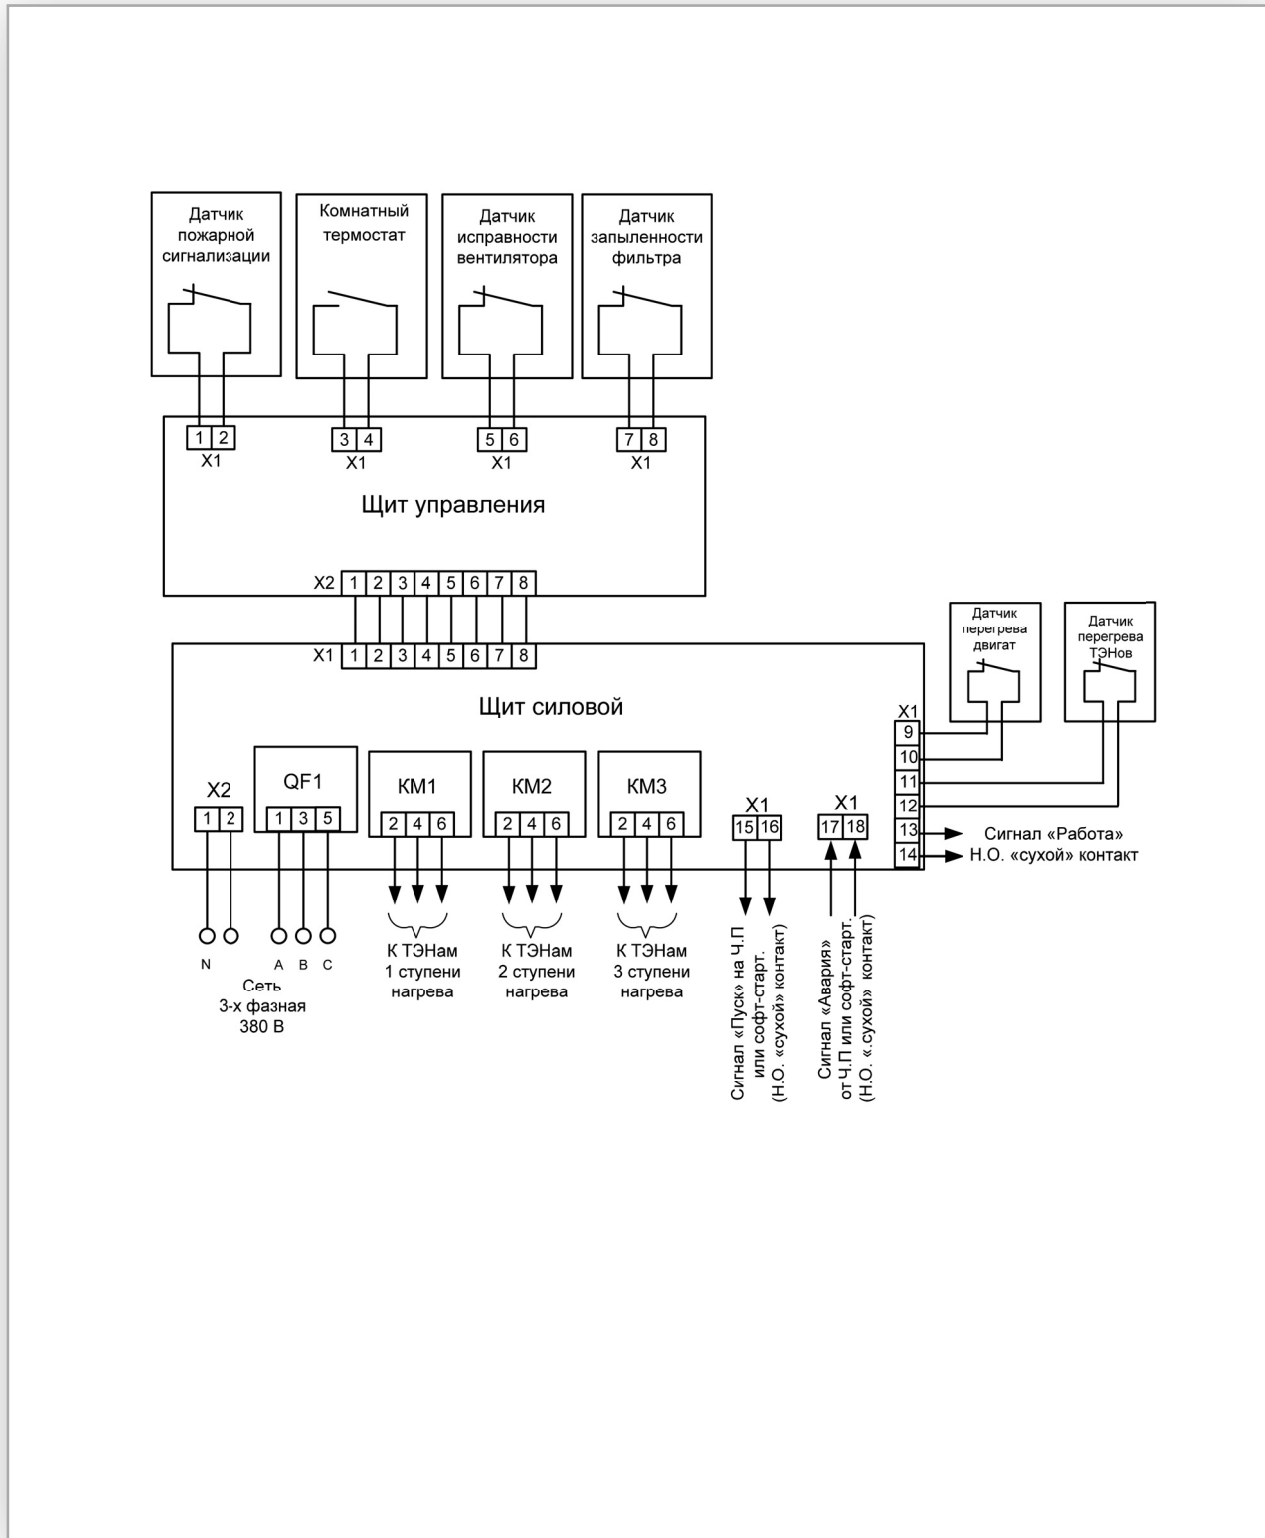 Датчик
пожарной
сигнализации
Комнатный
термостат
Датчик
исправности
вентилятора
Датчик
запыленности
фильтра
1 2
X1
3 4
X1
5 6
X1
7 8
X1
Щит управления
X2 1 2 3 4 5 6 7 8
X1 1 2 3 4 5 6 7 8
Щит силовой
Датчик
перегрева
двигат
Датчик
перегрева
ТЭНов
X1
9
10
11
12
13
14
Сигнал «Работа»
Н.О. «сухой» контакт
X2
1 2
QF1
1 3 5
КМ1
2 4 6
КМ2
2 4 6
КМ3
2 4 6
X1
15 16
X1
17 18
N
A B C
Сеть
3-х фазная
380 В
К ТЭНам
1 ступени
нагрева
К ТЭНам
2 ступени
нагрева
К ТЭНам
3 ступени
нагрева
Сигнал «Пуск» на Ч.П
или софт-старт.
(Н.О. «сухой» контакт)
Сигнал «Авария»
от Ч.П или софт-старт.
(Н.О. «.сухой» контакт)